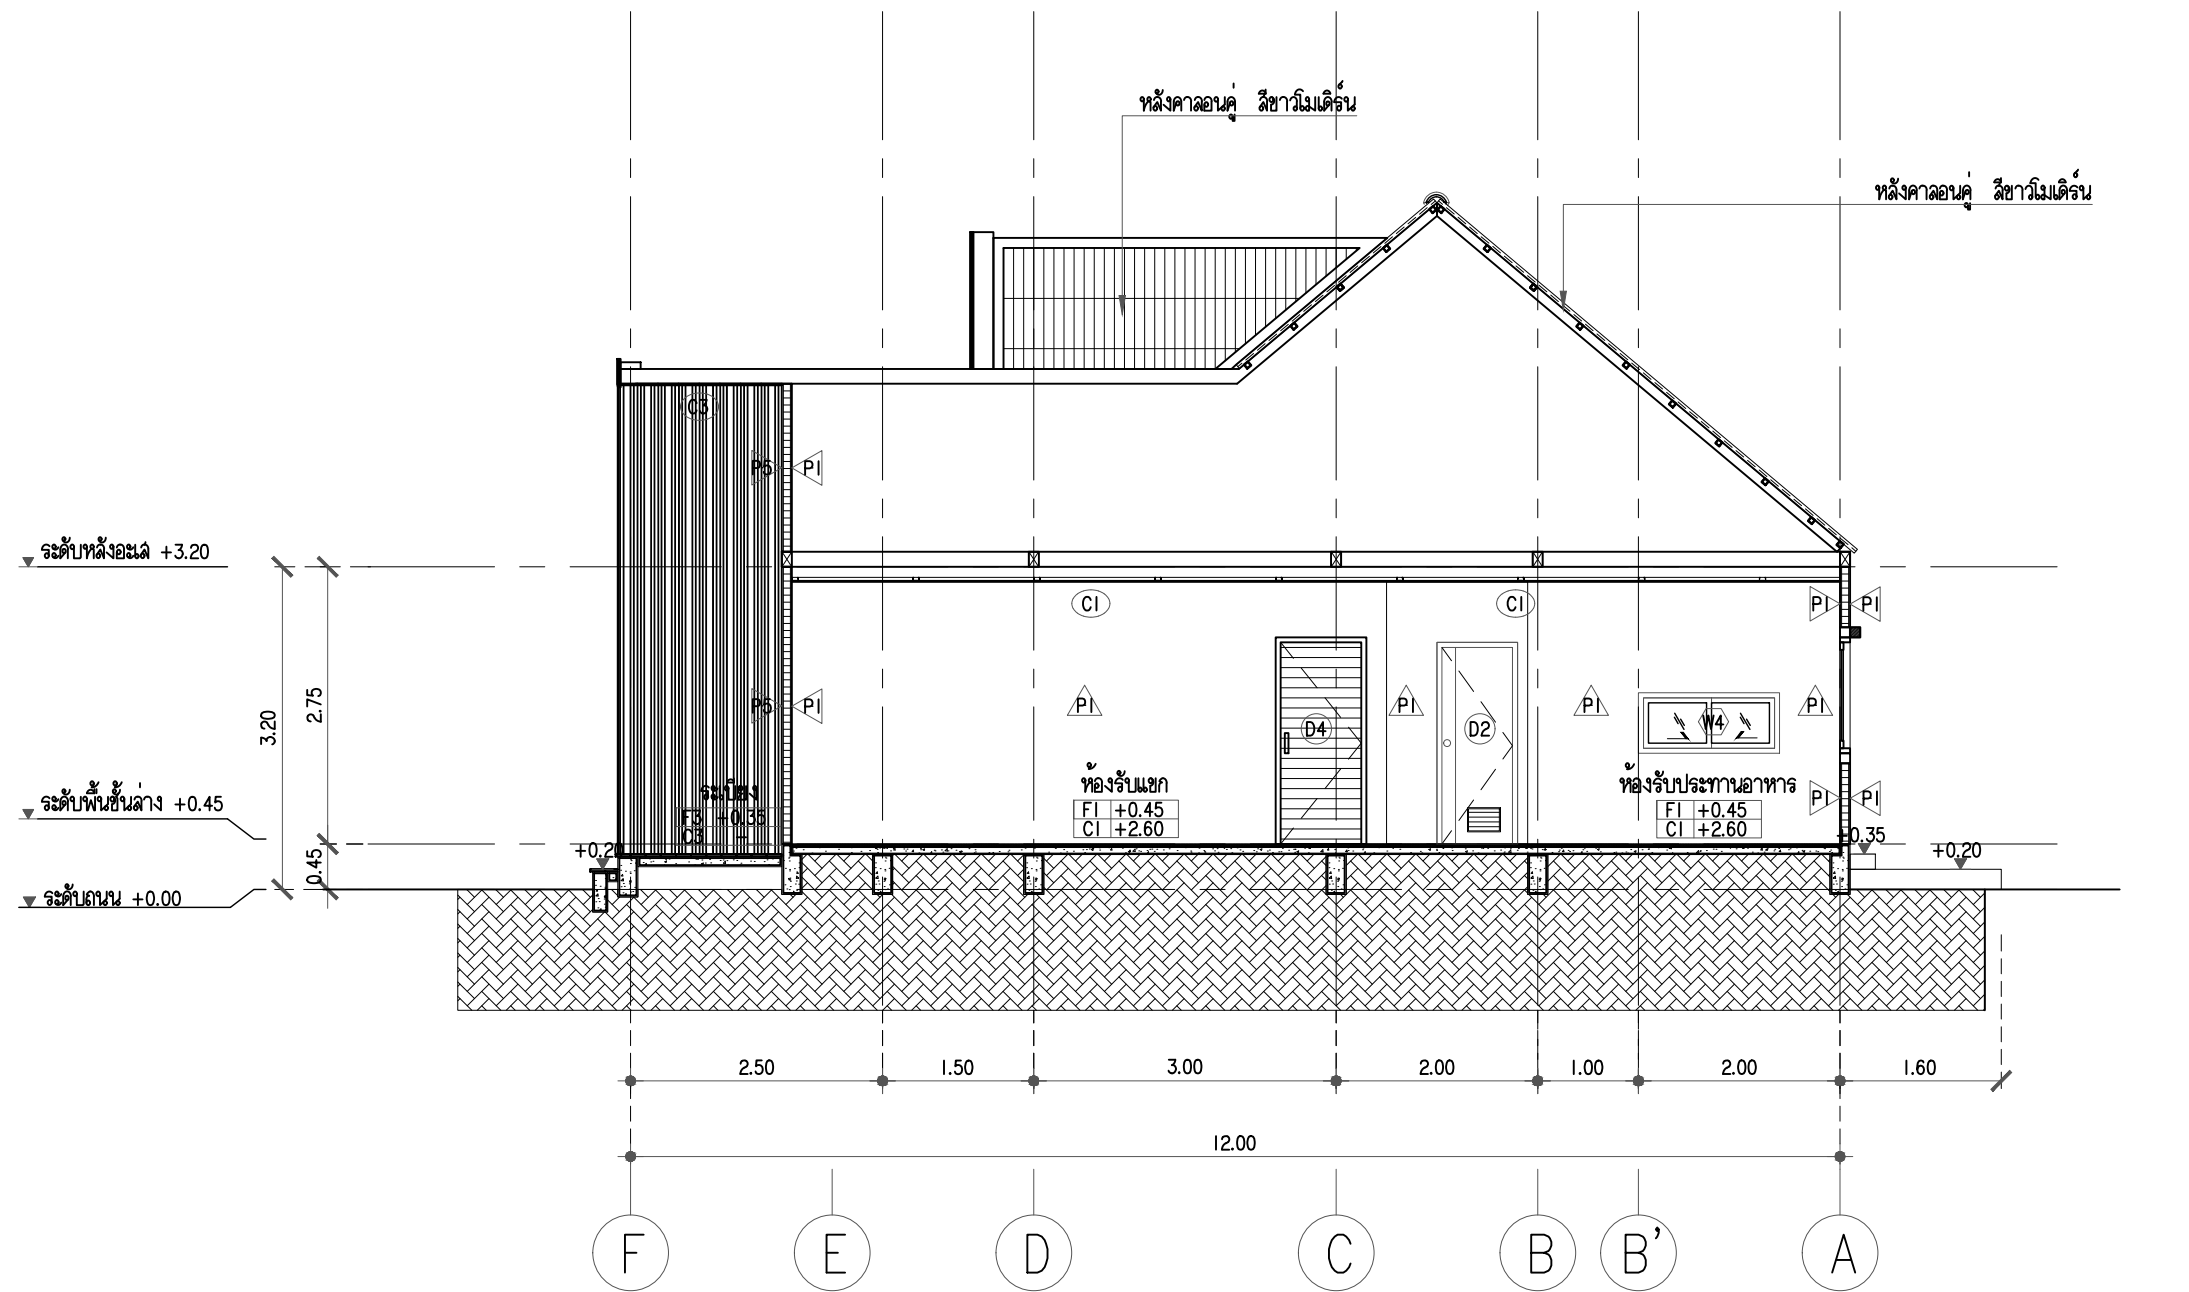 หลังคาลอนคู่ สีขาวโมเดิร์น
หลังคาลอนคู่ สีขาวโมเดิร์น
C3
P5 P1
ระดับหลังอะเส +3.20
C1
C1
P1 P1
3.20
2.75
P5 P1
P1
D4
P1
D2
P1
W4
P1
ระเบียง
F3 +0.35
C3 -
ห้องรับแขก
F1 +0.45
C1 +2.60
ห้องรับประทานอาหาร
F1 +0.45
C1 +2.60
P1 P1
ระดับพื้นชั้นล่าง +0.45
+0.20
+0.35
+0.20
0.45
ระดับถนน +0.00
2.50 1.50 3.00 2.00 1.00 2.00 1.60
12.00
F E D C B B' A